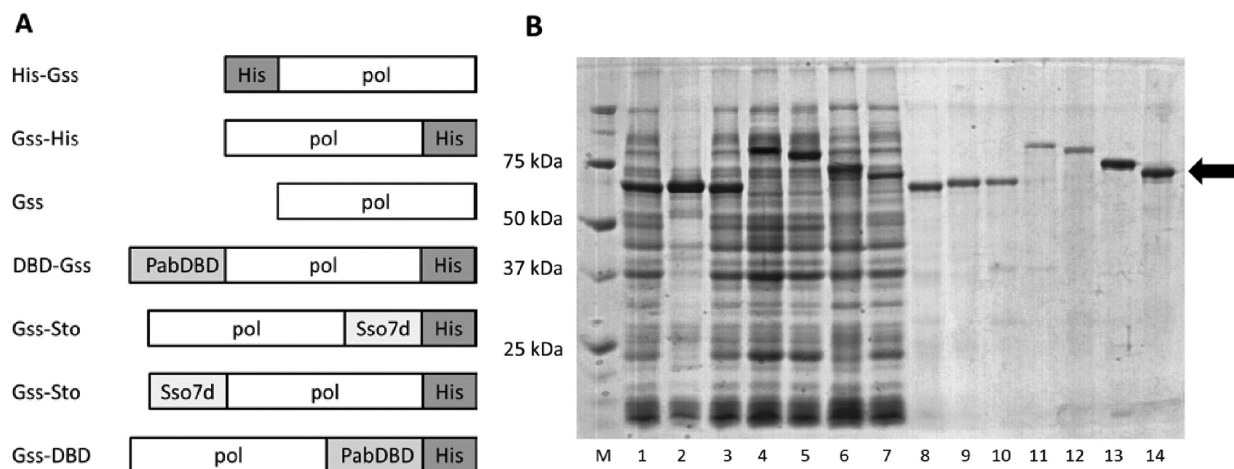 A
His-Gss
His
pol
Gss-His
pol
His
Gss
pol
DBD-Gss
PabDBD
pol
His
Gss-Sto
pol
Sso7d
His
Gss-Sto
Sso7d
pol
His
Gss-DBD
pol
PabDBD
His
B
75 kDa
50 kDa
37 kDa
25 kDa
M 1 2 3 4 5 6 7 8 9 10 11 12 13 14